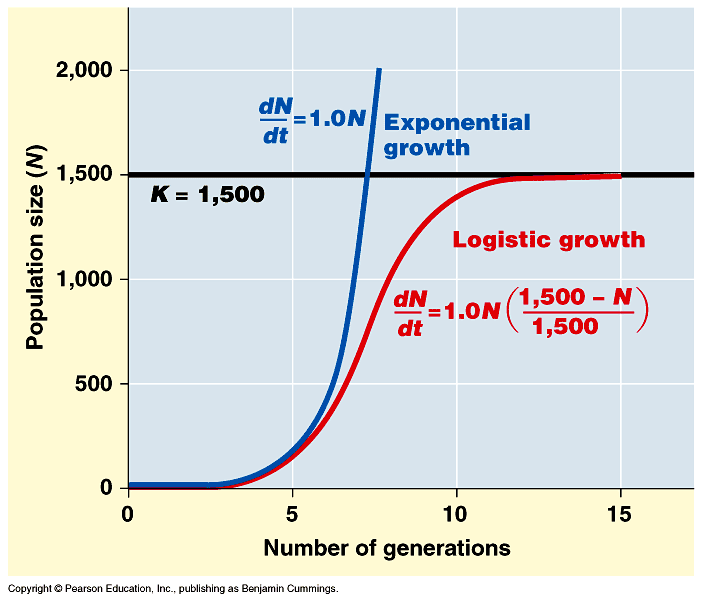 2,000
dN/dt = 1.0N
Exponential
growth
1,500
K = 1,500
Population size (N)
Logistic growth
1,000
dN/dt = 1.0N (1,500 – N / 1,500)
500
0
0 5 10 15
Number of generations
Copyright © Pearson Education, Inc., publishing as Benjamin Cummings.